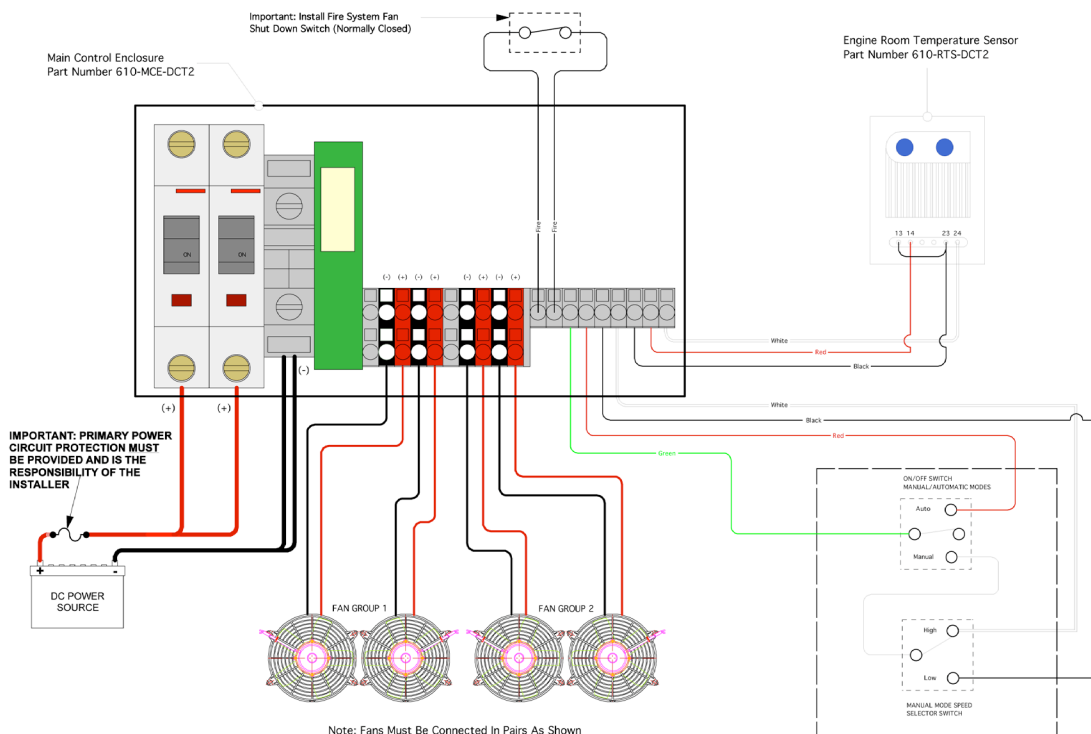 Important: Install Fire System Fan
Shut Down Switch (Normally Closed)
Main Control Enclosure
Part Number 610-MCE-DCT2
Engine Room Temperature Sensor
Part Number 610-RTS-DCT2
13 14 23 24
Fire Fire
ON ON
(-) (+) (-) (+) (-) (+) (-) (+)
White
Red
Black
(-)
(+) (+)
White
Black
Red
Green
IMPORTANT: PRIMARY POWER
CIRCUIT PROTECTION MUST
BE PROVIDED AND IS THE
RESPONSIBILITY OF THE
INSTALLER
ON/OFF SWITCH
MANUAL/AUTOMATIC MODES
Auto
Manual
+ -
DC POWER
SOURCE
FAN GROUP 1 FAN GROUP 2
High
Low
MANUAL MODE SPEED
SELECTOR SWITCH
Note: Fans Must Be Connected In Pairs As Shown